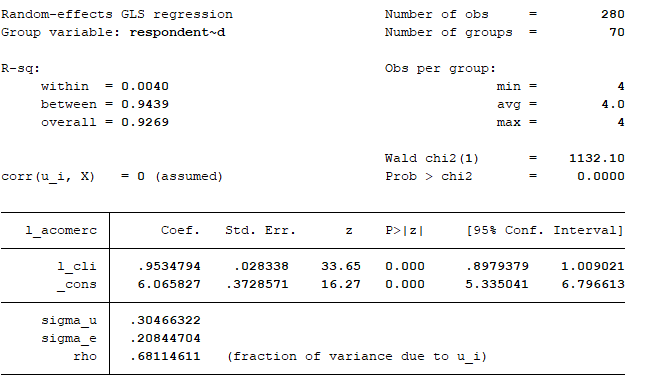 Random-effects GLS regression Number of obs = 280
Group variable: respondent~d Number of groups = 70
R-sq: Obs per group:
within = 0.0040 min = 4
between = 0.9439 avg = 4.0
overall = 0.9269 max = 4
Wald chi2(1) = 1132.10
corr(u_i, X) = 0 (assumed) Prob > chi2 = 0.0000
l_acomerc Coef. Std. Err. z P>|z| [95% Conf. Interval]
l_cli .9534794 .028338 33.65 0.000 .8979379 1.009021
_cons 6.065827 .3728571 16.27 0.000 5.335041 6.796613
sigma_u .30466322
sigma_e .20844704
rho .68114611 (fraction of variance due to u_i)